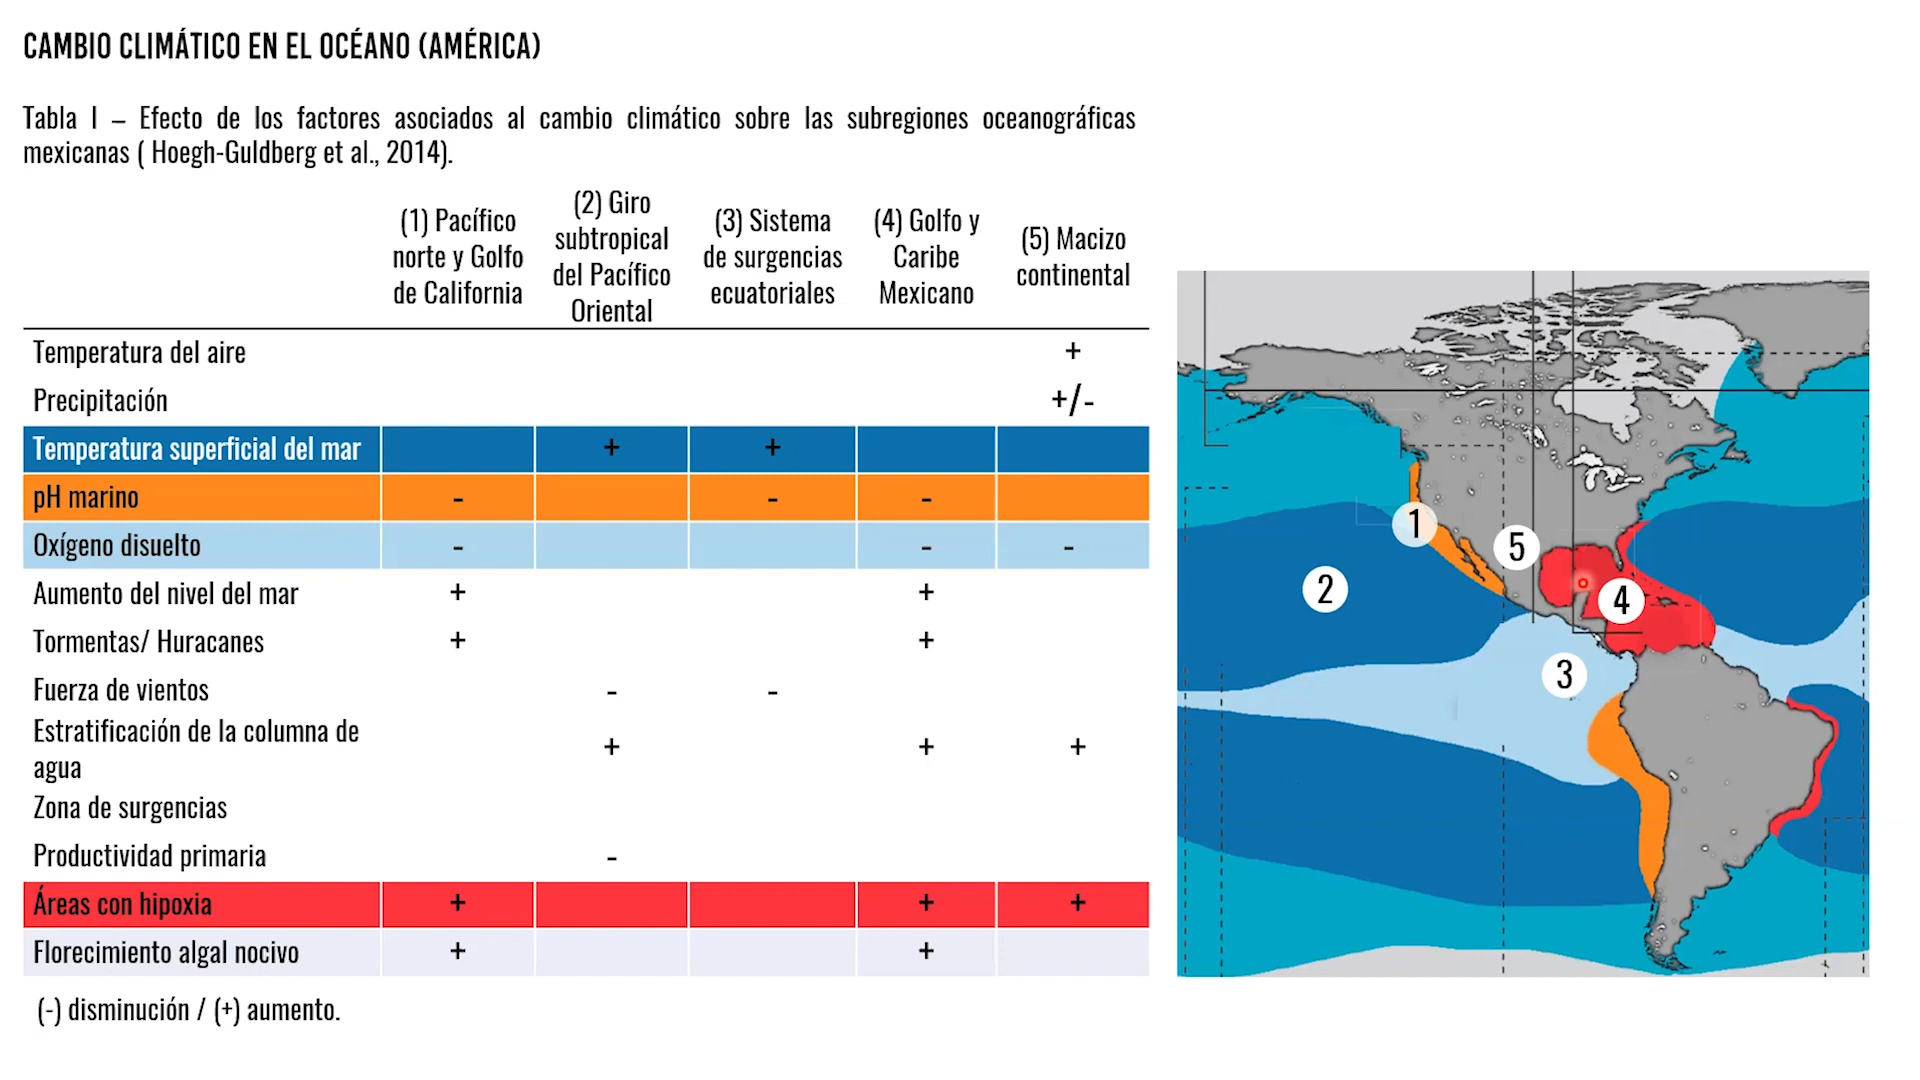 CAMBIO CLIMÁTICO EN EL OCÉANO (AMÉRICA)
Tabla I – Efecto de los factores asociados al cambio climático sobre las subregiones oceanográficas
mexicanas ( Hoegh-Guldberg et al., 2014).
(1) Pacífico
norte y Golfo
de California
(2) Giro
subtropical
del Pacífico
Oriental
(3) Sistema
de surgencias
ecuatoriales
(4) Golfo y
Caribe
Mexicano
(5) Macizo
continental
Temperatura del aire +
Precipitación +/-
Temperatura superficial del mar + +
pH marino - - -
Oxígeno disuelto - - -
Aumento del nivel del mar + +
Tormentas/ Huracanes + +
Fuerza de vientos - -
Estratificación de la columna de
agua + + +
Zona de surgencias
Productividad primaria -
Áreas con hipoxia + + +
Florecimiento algal nocivo + +
(-) disminución / (+) aumento.
1
5
2
4
3